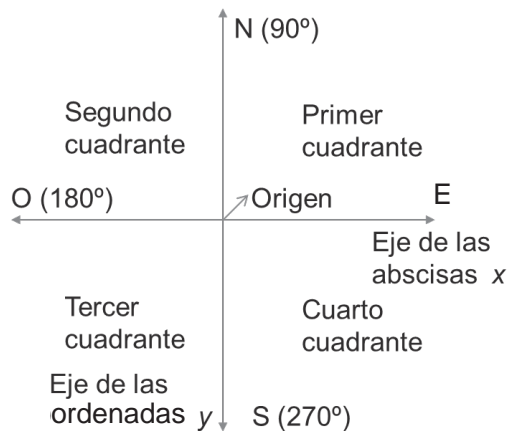 N (90º)
Segundo
cuadrante
Primer
cuadrante
O (180º)
Origen
E
Eje de las
abscisas x
Tercer
cuadrante
Cuarto
cuadrante
Eje de las
ordenadas y
S (270º)